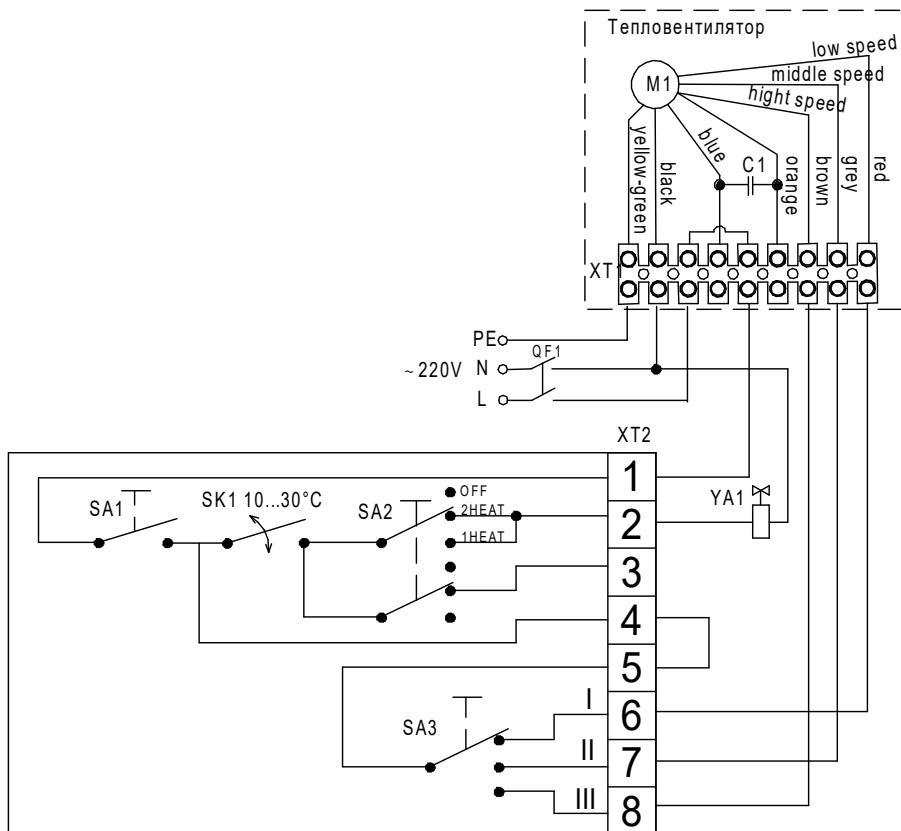 Тепловентилятор
low speed
middle speed
hight speed
M1
yellow-green
black
blue
C1
orange
brown
grey
red
XT1
PE
QF1
~ 220V N
L
XT2
1
SA1
SK1 10...30°C
SA2
OFF
2HEAT
1HEAT
2
YA1
3
4
5
I
6
SA3
II
7
III
8